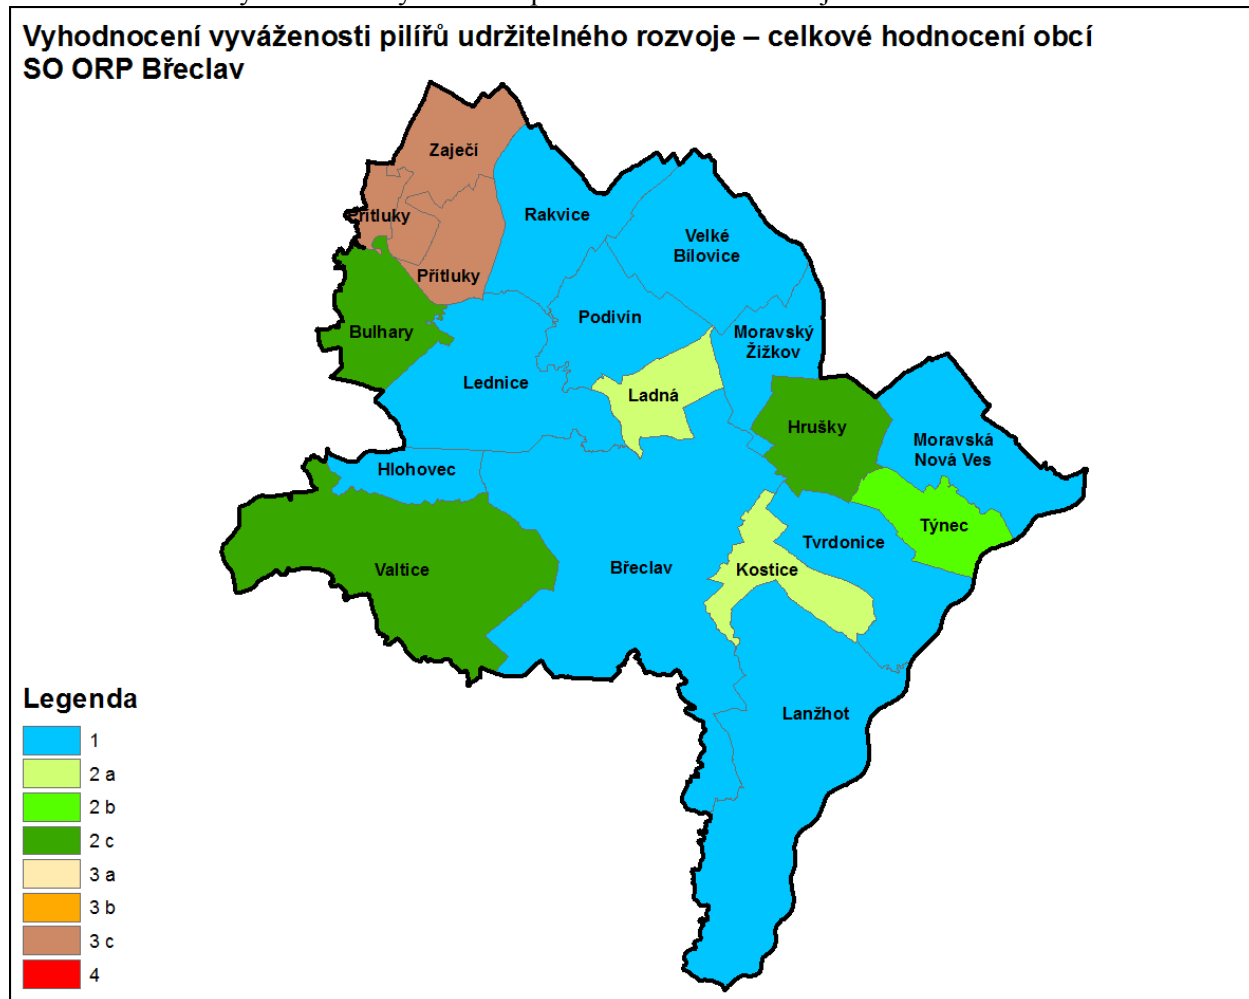 Vyhodnocení vyváženosti pilířů udržitelného rozvoje – celkové hodnocení obcí
SO ORP Břeclav
Zaječí
Přítluky
Rakvice
Velké
Bílovice
Přítluky
Bulhary
Podivín
Moravský
Žižkov
Lednice
Ladná
Hrušky
Moravská
Nová Ves
Hlohovec
Týnec
Tvrdonice
Valtice
Břeclav
Kostice
Lanžhot
Legenda
1
2 a
2 b
2 c
3 a
3 b
3 c
4